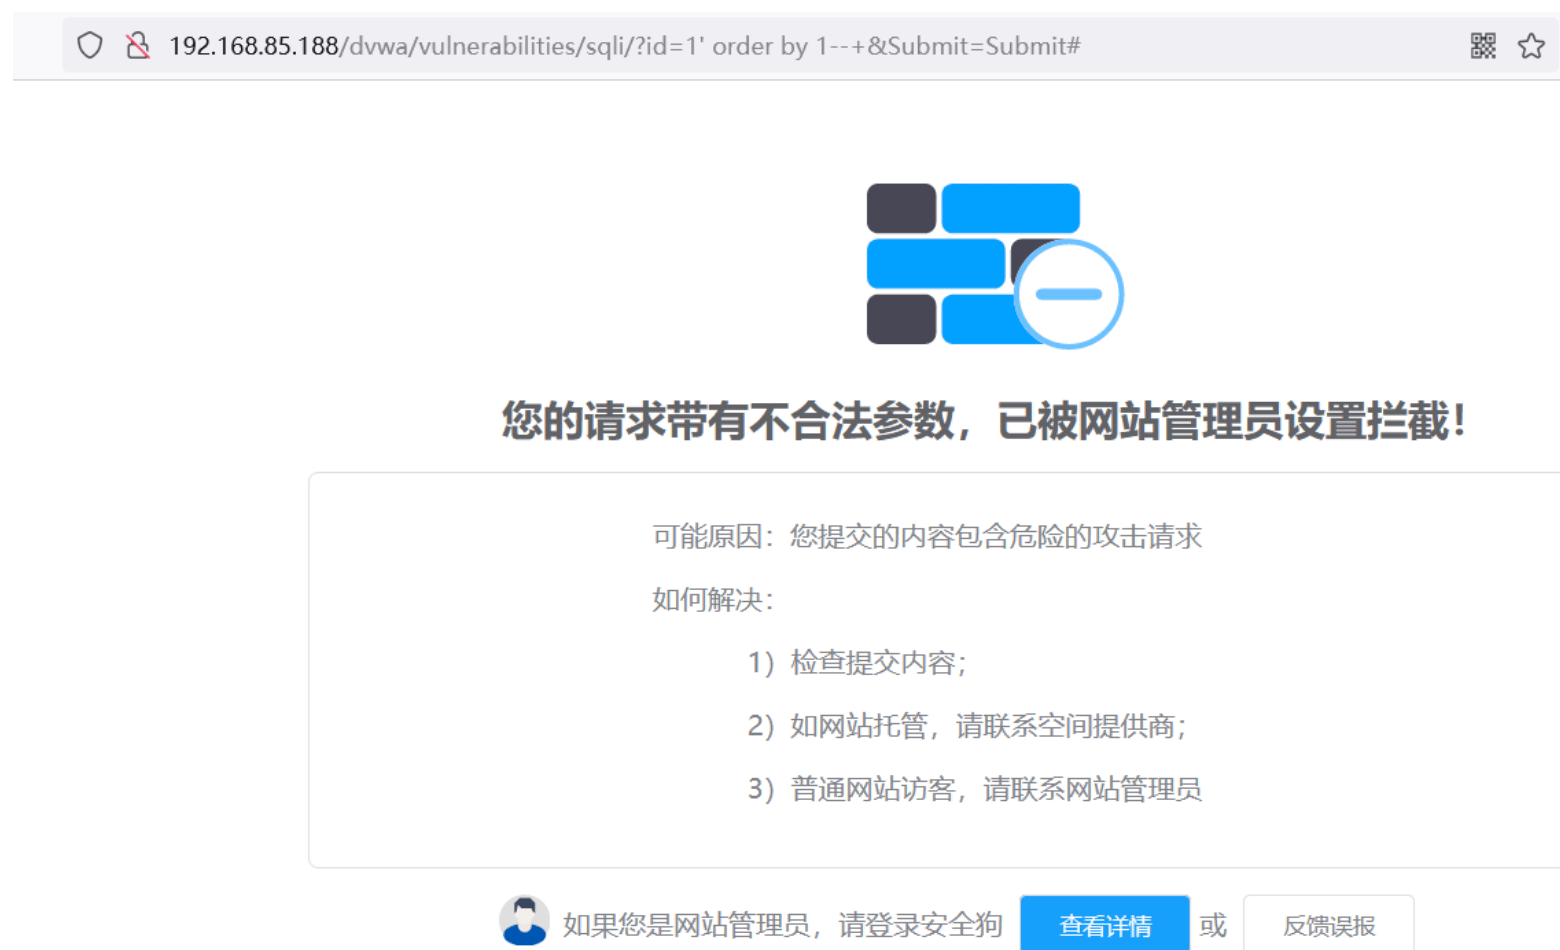 192.168.85.188/dvwa/vulnerabilities/sqli/?id=1' order by 1--+&Submit=Submit#
您的请求带有不合法参数，已被网站管理员设置拦截！
可能原因：您提交的内容包含危险的攻击请求
如何解决：
1）检查提交内容；
2）如网站托管，请联系空间提供商；
3）普通网站访客，请联系网站管理员
如果您是网站管理员，请登录安全狗 查看详情 或 反馈误报